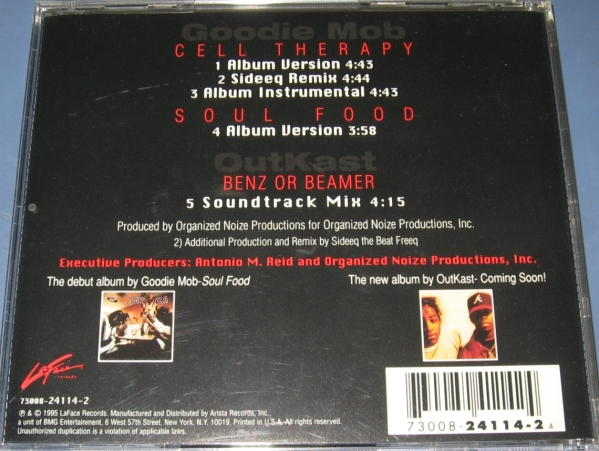 Goodie Mob
CELL THERAPY
1 Album Version 4:43
2 Sideeq Remix 4:44
3 Album Instrumental 4:43
SOUL FOOD
4 Album Version 3:58
OutKast
BENZ OR BEAMER
5 Soundtrack Mix 4:15
Produced by Organized Noize Productions for Organized Noize Productions, Inc.
2) Additional Production and Remix by Sideeq the Beat Freeq
Executive Producers: Antonio M. Reid and Organized Noize Productions, Inc.
The debut album by Goodie Mob-Soul Food
The new album by OutKast- Coming Soon!
LaFace
records
73008-24114-2
℗ & © 1995 LaFace Records. Manufactured and Distributed by Arista Records, Inc.,
a unit of BMG Entertainment, 6 West 57th Street, New York, N.Y. 10019. Printed in U.S.A. All rights reserved.
Unauthorized duplication is a violation of applicable laws.
73008-24114-2 4